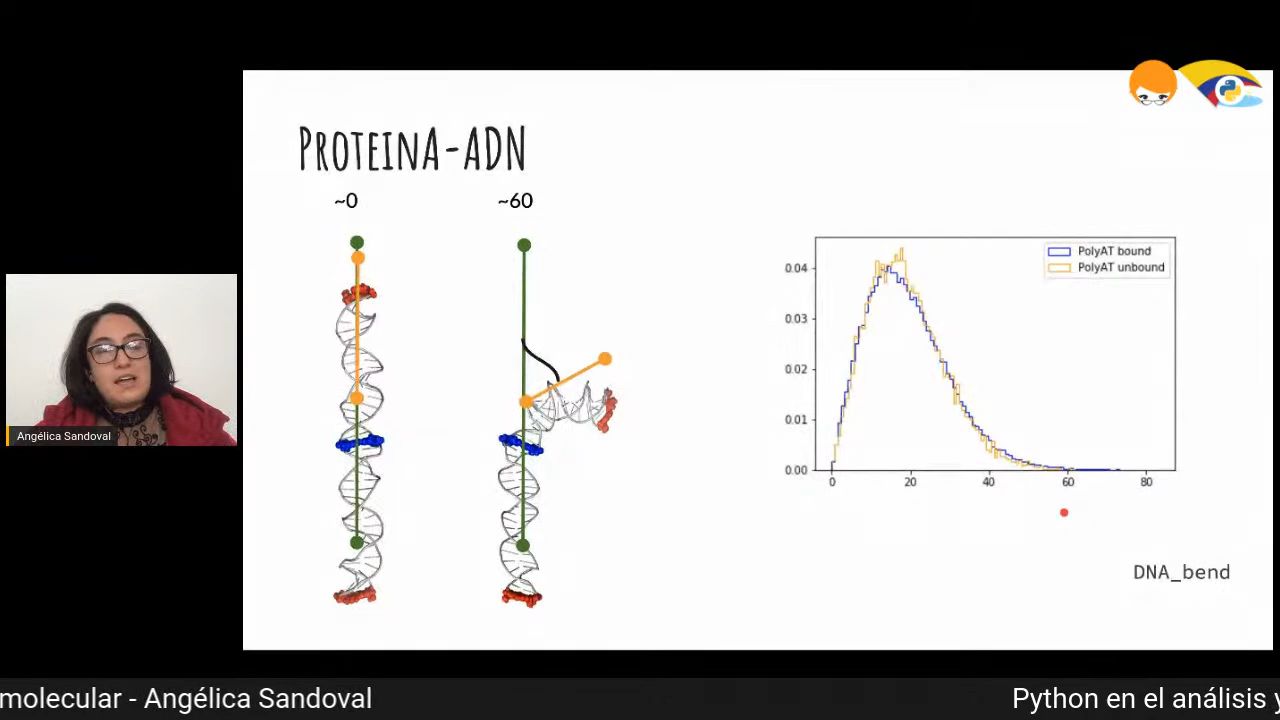 PROTEINA-ADN
~0
~60
PolyAT bound
PolyAT unbound
0.04
0.03
0.02
0.01
0.00
0 20 40 60 80
DNA_bend
Angélica Sandoval
molecular - Angélica Sandoval
Python en el análisis y